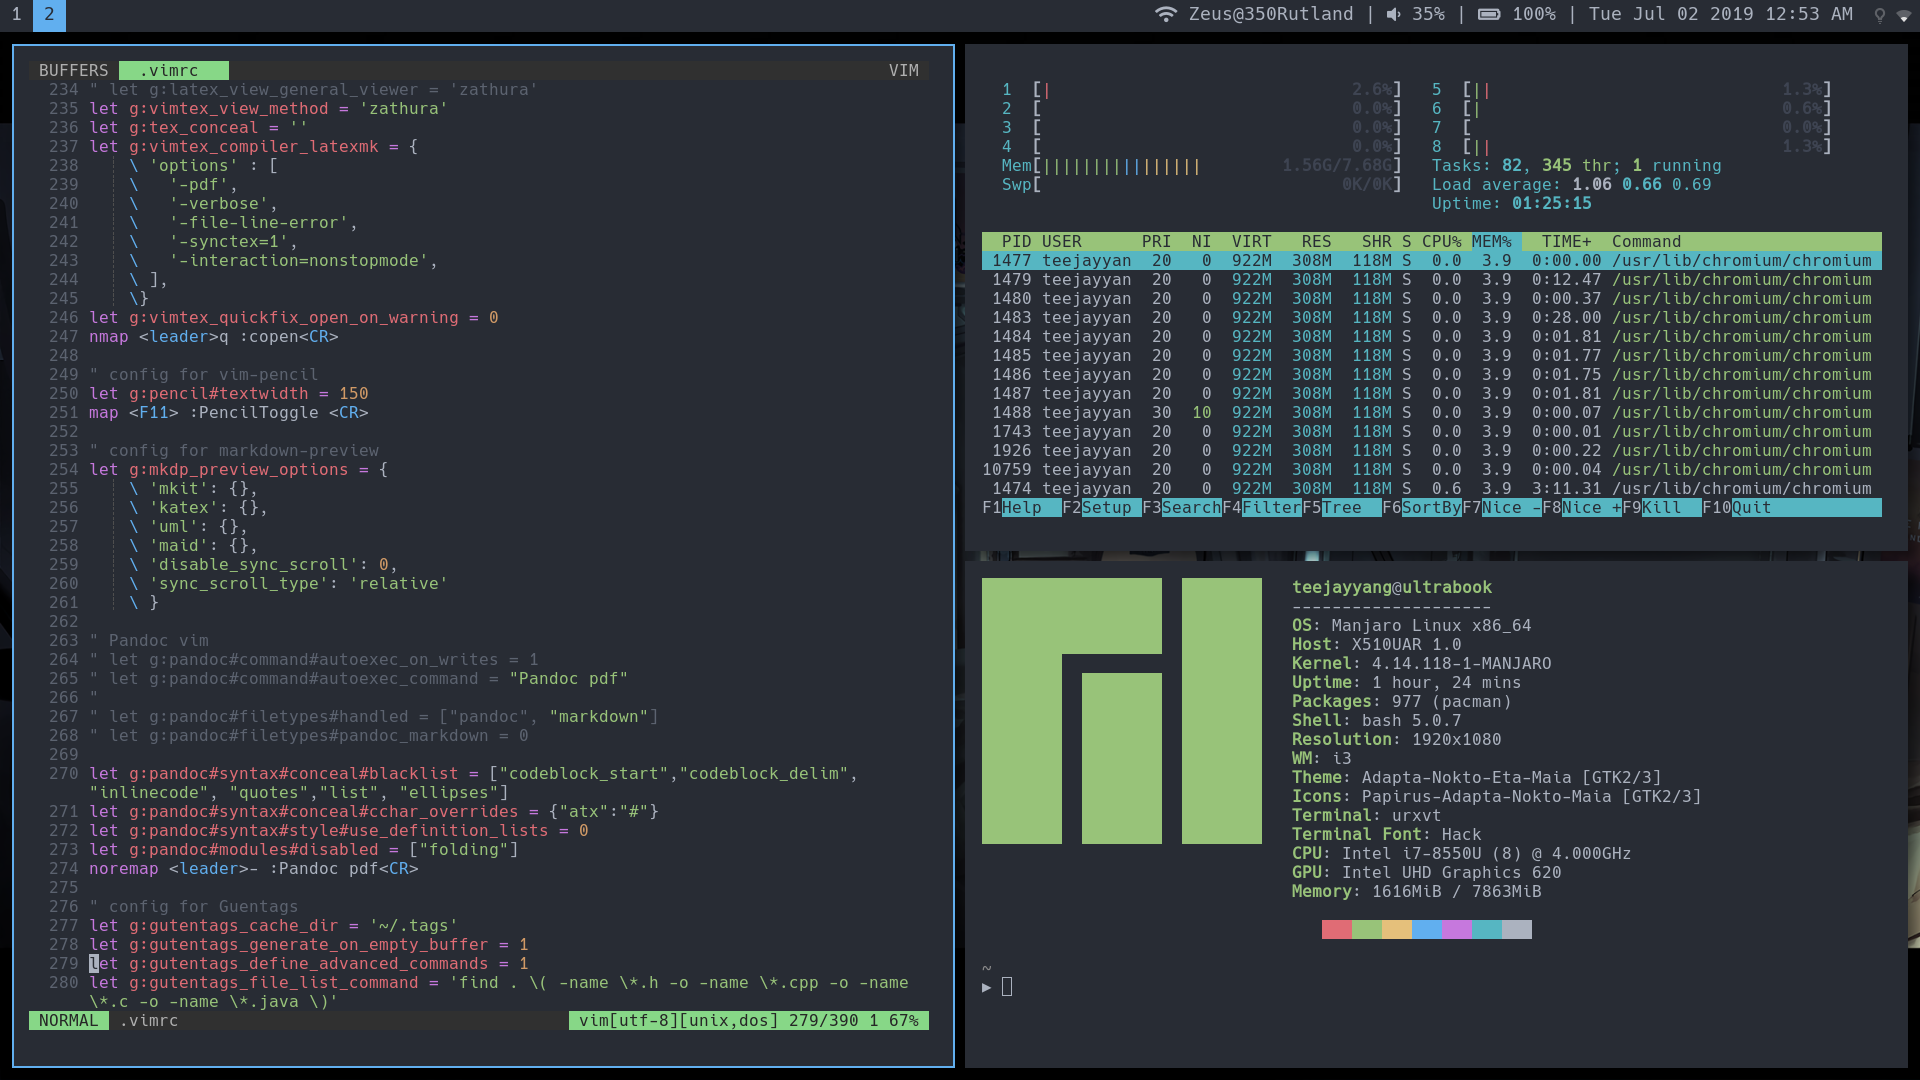 1 2 Zeus@350Rutland | 35% | 100% | Tue Jul 02 2019 12:53 AM
BUFFERS .vimrc VIM
234 " let g:latex_view_general_viewer = 'zathura'
235 let g:vimtex_view_method = 'zathura'
236 let g:tex_conceal = ''
237 let g:vimtex_compiler_latexmk = {
238 \ 'options' : [
239 \ '-pdf',
240 \ '-verbose',
241 \ '-file-line-error',
242 \ '-synctex=1',
243 \ '-interaction=nonstopmode',
244 \ ],
245 \}
246 let g:vimtex_quickfix_open_on_warning = 0
247 nmap <leader>q :copen<CR>
248
249 " config for vim-pencil
250 let g:pencil#textwidth = 150
251 map <F11> :PencilToggle <CR>
252
253 " config for markdown-preview
254 let g:mkdp_preview_options = {
255 \ 'mkit': {},
256 \ 'katex': {},
257 \ 'uml': {},
258 \ 'maid': {},
259 \ 'disable_sync_scroll': 0,
260 \ 'sync_scroll_type': 'relative'
261 \ }
262
263 " Pandoc vim
264 " let g:pandoc#command#autoexec_on_writes = 1
265 " let g:pandoc#command#autoexec_command = "Pandoc pdf"
266 "
267 " let g:pandoc#filetypes#handled = ["pandoc", "markdown"]
268 " let g:pandoc#filetypes#pandoc_markdown = 0
269
270 let g:pandoc#syntax#conceal#blacklist = ["codeblock_start","codeblock_delim",
"inlinecode", "quotes","list", "ellipses"]
271 let g:pandoc#syntax#conceal#cchar_overrides = {"atx":"#"}
272 let g:pandoc#syntax#style#use_definition_lists = 0
273 let g:pandoc#modules#disabled = ["folding"]
274 noremap <leader>- :Pandoc pdf<CR>
275
276 " config for Guentags
277 let g:gutentags_cache_dir = '~/.tags'
278 let g:gutentags_generate_on_empty_buffer = 1
279 let g:gutentags_define_advanced_commands = 1
280 let g:gutentags_file_list_command = 'find . \( -name \*.h -o -name \*.cpp -o -name
\*.c -o -name \*.java \)'
NORMAL .vimrc vim[utf-8][unix,dos] 279/390 1 67%
1 [| 2.6%] 5 [|| 1.3%]
2 [ 0.0%] 6 [| 0.6%]
3 [ 0.0%] 7 [ 0.0%]
4 [ 0.0%] 8 [|| 1.3%]
Mem[|||||||||||||||| 1.56G/7.68G] Tasks: 82, 345 thr; 1 running
Swp[ 0K/0K] Load average: 1.06 0.66 0.69
Uptime: 01:25:15
PID USER PRI NI VIRT RES SHR S CPU% MEM% TIME+ Command
1477 teejayyan 20 0 922M 308M 118M S 0.0 3.9 0:00.00 /usr/lib/chromium/chromium
1479 teejayyan 20 0 922M 308M 118M S 0.0 3.9 0:12.47 /usr/lib/chromium/chromium
1480 teejayyan 20 0 922M 308M 118M S 0.0 3.9 0:00.37 /usr/lib/chromium/chromium
1483 teejayyan 20 0 922M 308M 118M S 0.0 3.9 0:28.00 /usr/lib/chromium/chromium
1484 teejayyan 20 0 922M 308M 118M S 0.0 3.9 0:01.81 /usr/lib/chromium/chromium
1485 teejayyan 20 0 922M 308M 118M S 0.0 3.9 0:01.77 /usr/lib/chromium/chromium
1486 teejayyan 20 0 922M 308M 118M S 0.0 3.9 0:01.75 /usr/lib/chromium/chromium
1487 teejayyan 20 0 922M 308M 118M S 0.0 3.9 0:01.81 /usr/lib/chromium/chromium
1488 teejayyan 30 10 922M 308M 118M S 0.0 3.9 0:00.07 /usr/lib/chromium/chromium
1743 teejayyan 20 0 922M 308M 118M S 0.0 3.9 0:00.01 /usr/lib/chromium/chromium
1926 teejayyan 20 0 922M 308M 118M S 0.0 3.9 0:00.22 /usr/lib/chromium/chromium
10759 teejayyan 20 0 922M 308M 118M S 0.0 3.9 0:00.04 /usr/lib/chromium/chromium
1474 teejayyan 20 0 922M 308M 118M S 0.6 3.9 3:11.31 /usr/lib/chromium/chromium
F1Help F2Setup F3SearchF4FilterF5Tree F6SortByF7Nice -F8Nice +F9Kill F10Quit
teejayyang@ultrabook
--------------------
OS: Manjaro Linux x86_64
Host: X510UAR 1.0
Kernel: 4.14.118-1-MANJARO
Uptime: 1 hour, 24 mins
Packages: 977 (pacman)
Shell: bash 5.0.7
Resolution: 1920x1080
WM: i3
Theme: Adapta-Nokto-Eta-Maia [GTK2/3]
Icons: Papirus-Adapta-Nokto-Maia [GTK2/3]
Terminal: urxvt
Terminal Font: Hack
CPU: Intel i7-8550U (8) @ 4.000GHz
GPU: Intel UHD Graphics 620
Memory: 1616MiB / 7863MiB
~
▶